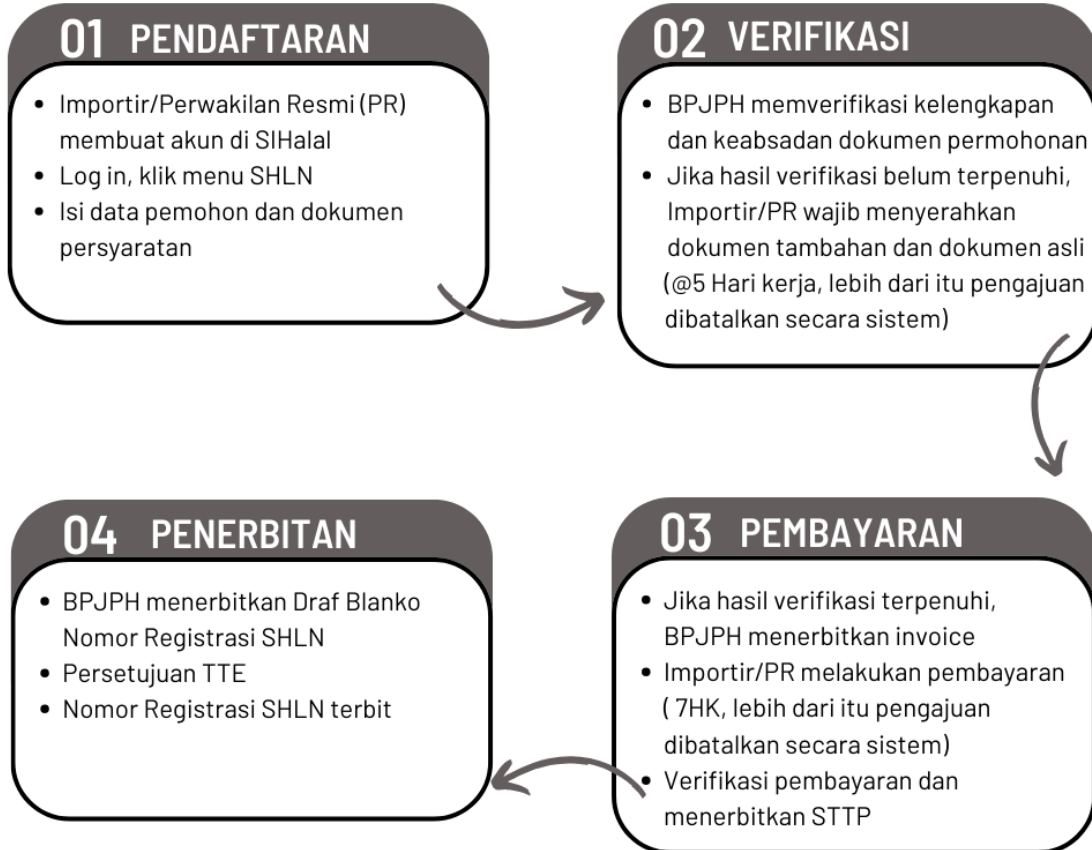 01 PENDAFTARAN
• Importir/Perwakilan Resmi (PR)
membuat akun di SIHalal
• Log in, klik menu SHLN
• Isi data pemohon dan dokumen
persyaratan
02 VERIFIKASI
• BPJPH memverifikasi kelengkapan
dan keabsadan dokumen permohonan
• Jika hasil verifikasi belum terpenuhi,
Importir/PR wajib menyerahkan
dokumen tambahan dan dokumen asli
(@5 Hari kerja, lebih dari itu pengajuan
dibatalkan secara sistem)
03 PEMBAYARAN
• Jika hasil verifikasi terpenuhi,
BPJPH menerbitkan invoice
• Importir/PR melakukan pembayaran
( 7HK, lebih dari itu pengajuan
dibatalkan secara sistem)
• Verifikasi pembayaran dan
menerbitkan STTP
04 PENERBITAN
• BPJPH menerbitkan Draf Blanko
Nomor Registrasi SHLN
• Persetujuan TTE
• Nomor Registrasi SHLN terbit